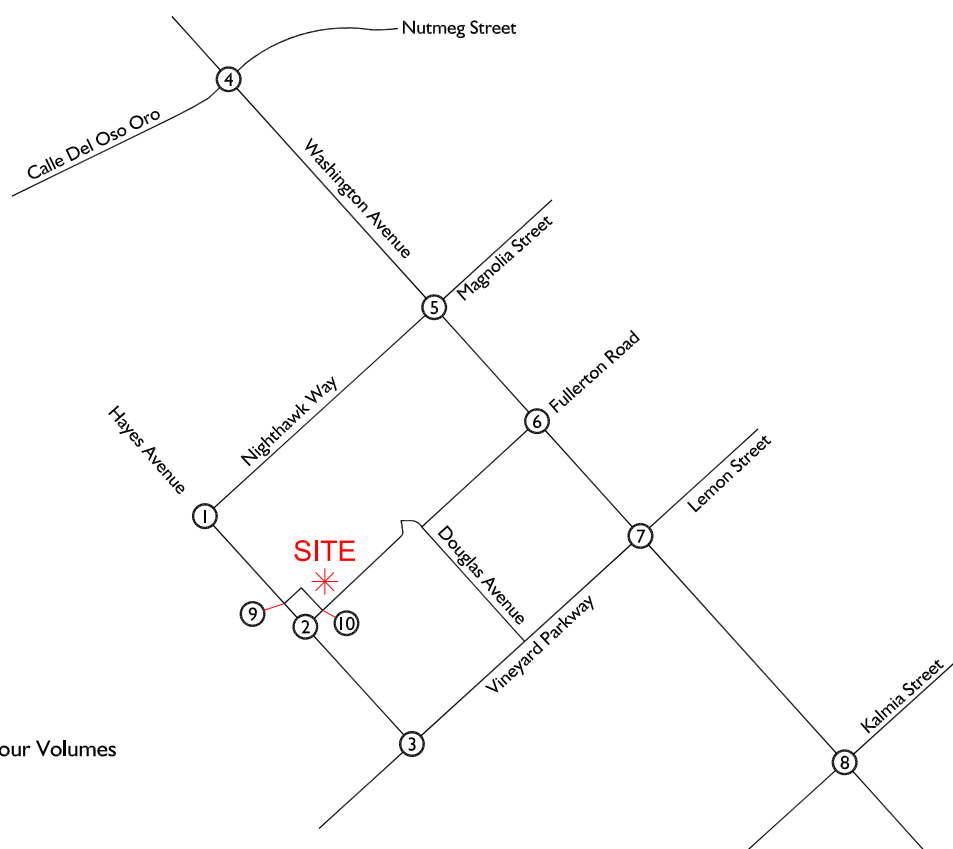 Nutmeg Street
4
Calle Del Oso Oro
Washington Avenue
Magnolia Street
5
Fullerton Road
6
Nighthawk Way
Hayes Avenue
Lemon Street
1
7
Douglas Avenue
SITE
9
2
10
Vineyard Parkway
Kalmia Street
3
our Volumes
8